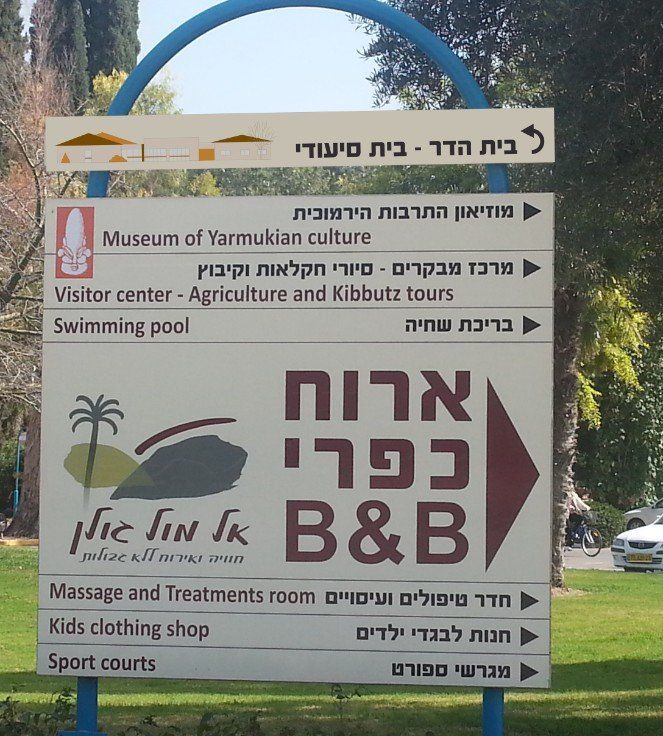 בית הדר - בית סיעודי
מוזיאון התרבות הירמוכית
Museum of Yarmukian culture
מרכז מבקרים - סיורי חקלאות וקיבוץ
Visitor center - Agriculture and Kibbutz tours
Swimming pool בריכת שחיה
ארוח
כפרי
B&B
אל מול גולן
חוויה ואירוח ללא גבולות
Massage and Treatments room חדר טיפולים ועיסויים
Kids clothing shop חנות לבגדי ילדים
Sport courts מגרשי ספורט